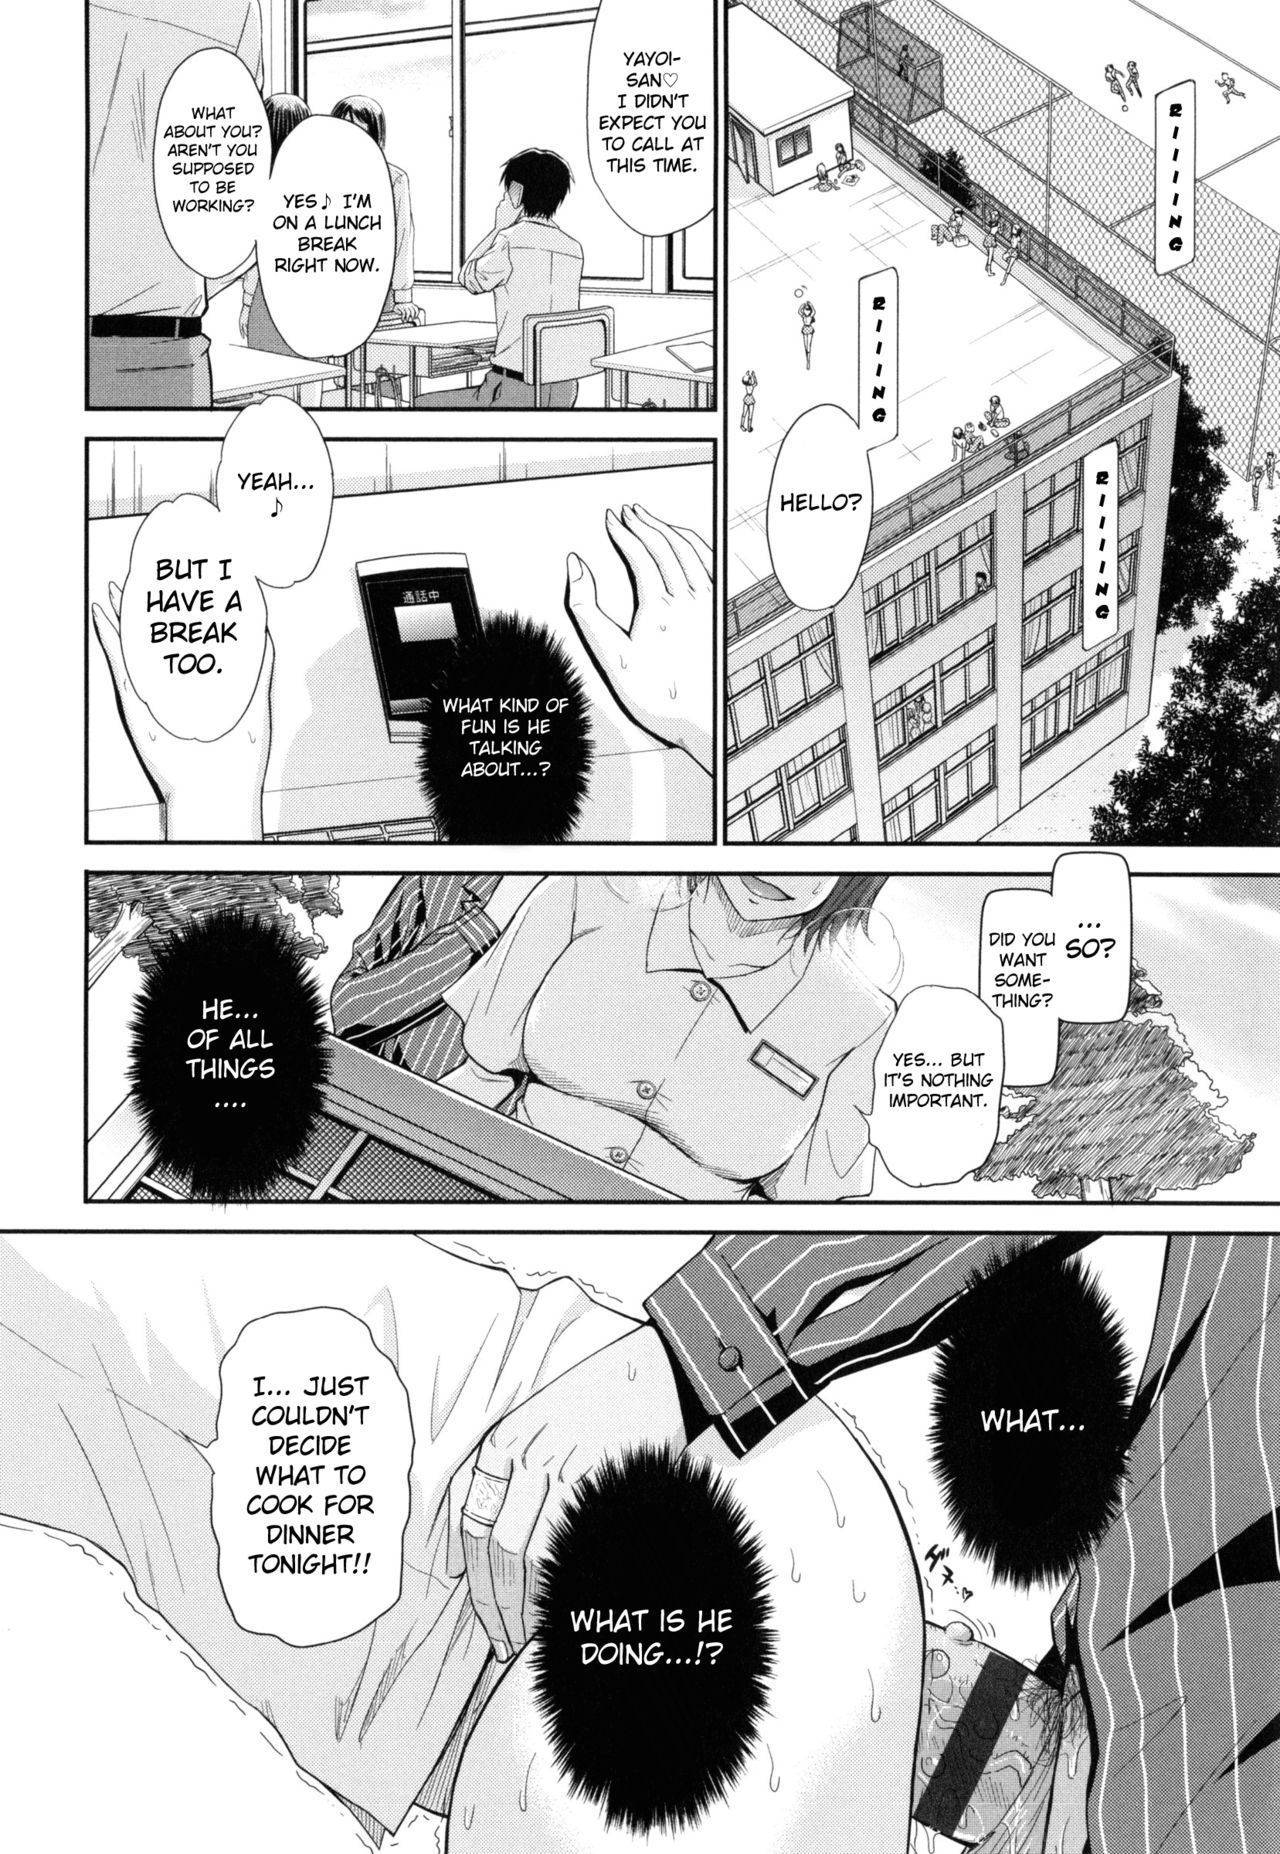 RIIIING
RIIIING
RIIIING
HELLO?
YAYOI-
SAN♡
I DIDN'T
EXPECT YOU
TO CALL AT
THIS TIME.
YES♪ I'M
ON A LUNCH
BREAK
RIGHT NOW.
WHAT
ABOUT YOU?
AREN'T YOU
SUPPOSED
TO BE
WORKING?
YEAH...
♪
BUT I
HAVE A
BREAK
TOO.
通話中
WHAT KIND OF
FUN IS HE
TALKING
ABOUT...?
...
SO?
DID YOU
WANT
SOME-
THING?
YES... BUT
IT'S NOTHING
IMPORTANT.
HE...
OF ALL
THINGS
....
WHAT...
WHAT IS HE
DOING...!?
I... JUST
COULDN'T
DECIDE
WHAT TO
COOK FOR
DINNER
TONIGHT!!